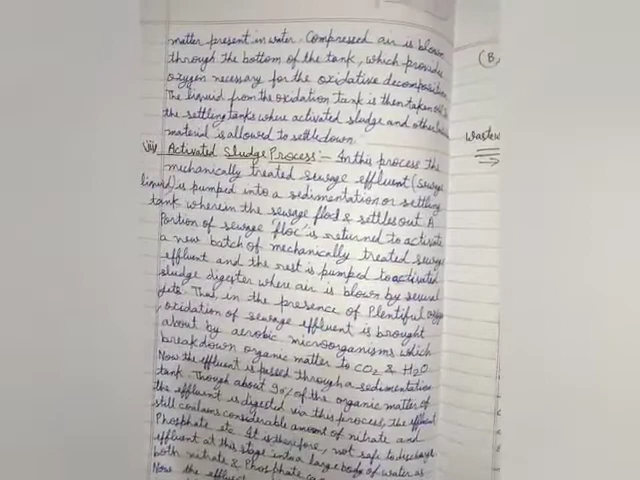 matter present in water. Compressed air is blown
through the bottom of the tank, which provides
oxygen necessary for the oxidative decomposition
The liquid from the oxidation tank is then taken out to
the settling tanks where activated sludge and other
material is allowed to settledown.
Activated Sludge Process:- In this process the
mechanically treated sewage effluent (sewage
liquid) is pumped into a sedimentation or settling
tank wherein the sewage floc & settles out. A
Portion of sewage 'floc' is returned to activate
a new batch of mechanically treated sewage
effluent and the rest is pumped to activated
sludge digester where air is blown by several
jets. Thus, in the presence of Plentiful oxygen
, oxidation of sewage effluent is brought
about by aerobic microorganisms which
breakdown organic matter to CO2 & H2O
Now the effluent is passed through a sedimentation
tank. Though about 90% of the organic matter of
the effluent is digested via this process, the effluent
still contains considerable amount of nitrate and
Phosphate etc. It is therefore, not safe to discharge
effluent at this stage into a large body of water as
both nitrate & Phosphate
Now the effluent
(B.